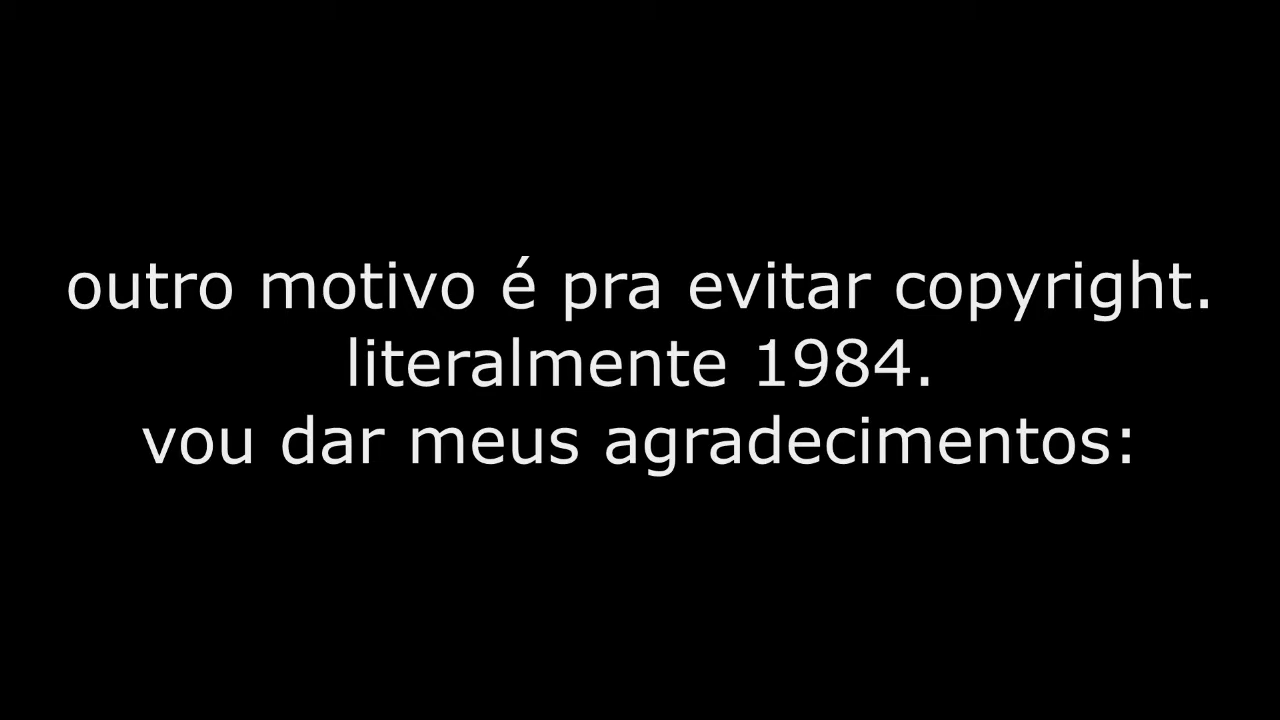 outro motivo é pra evitar copyright.
literalmente 1984.
vou dar meus agradecimentos: